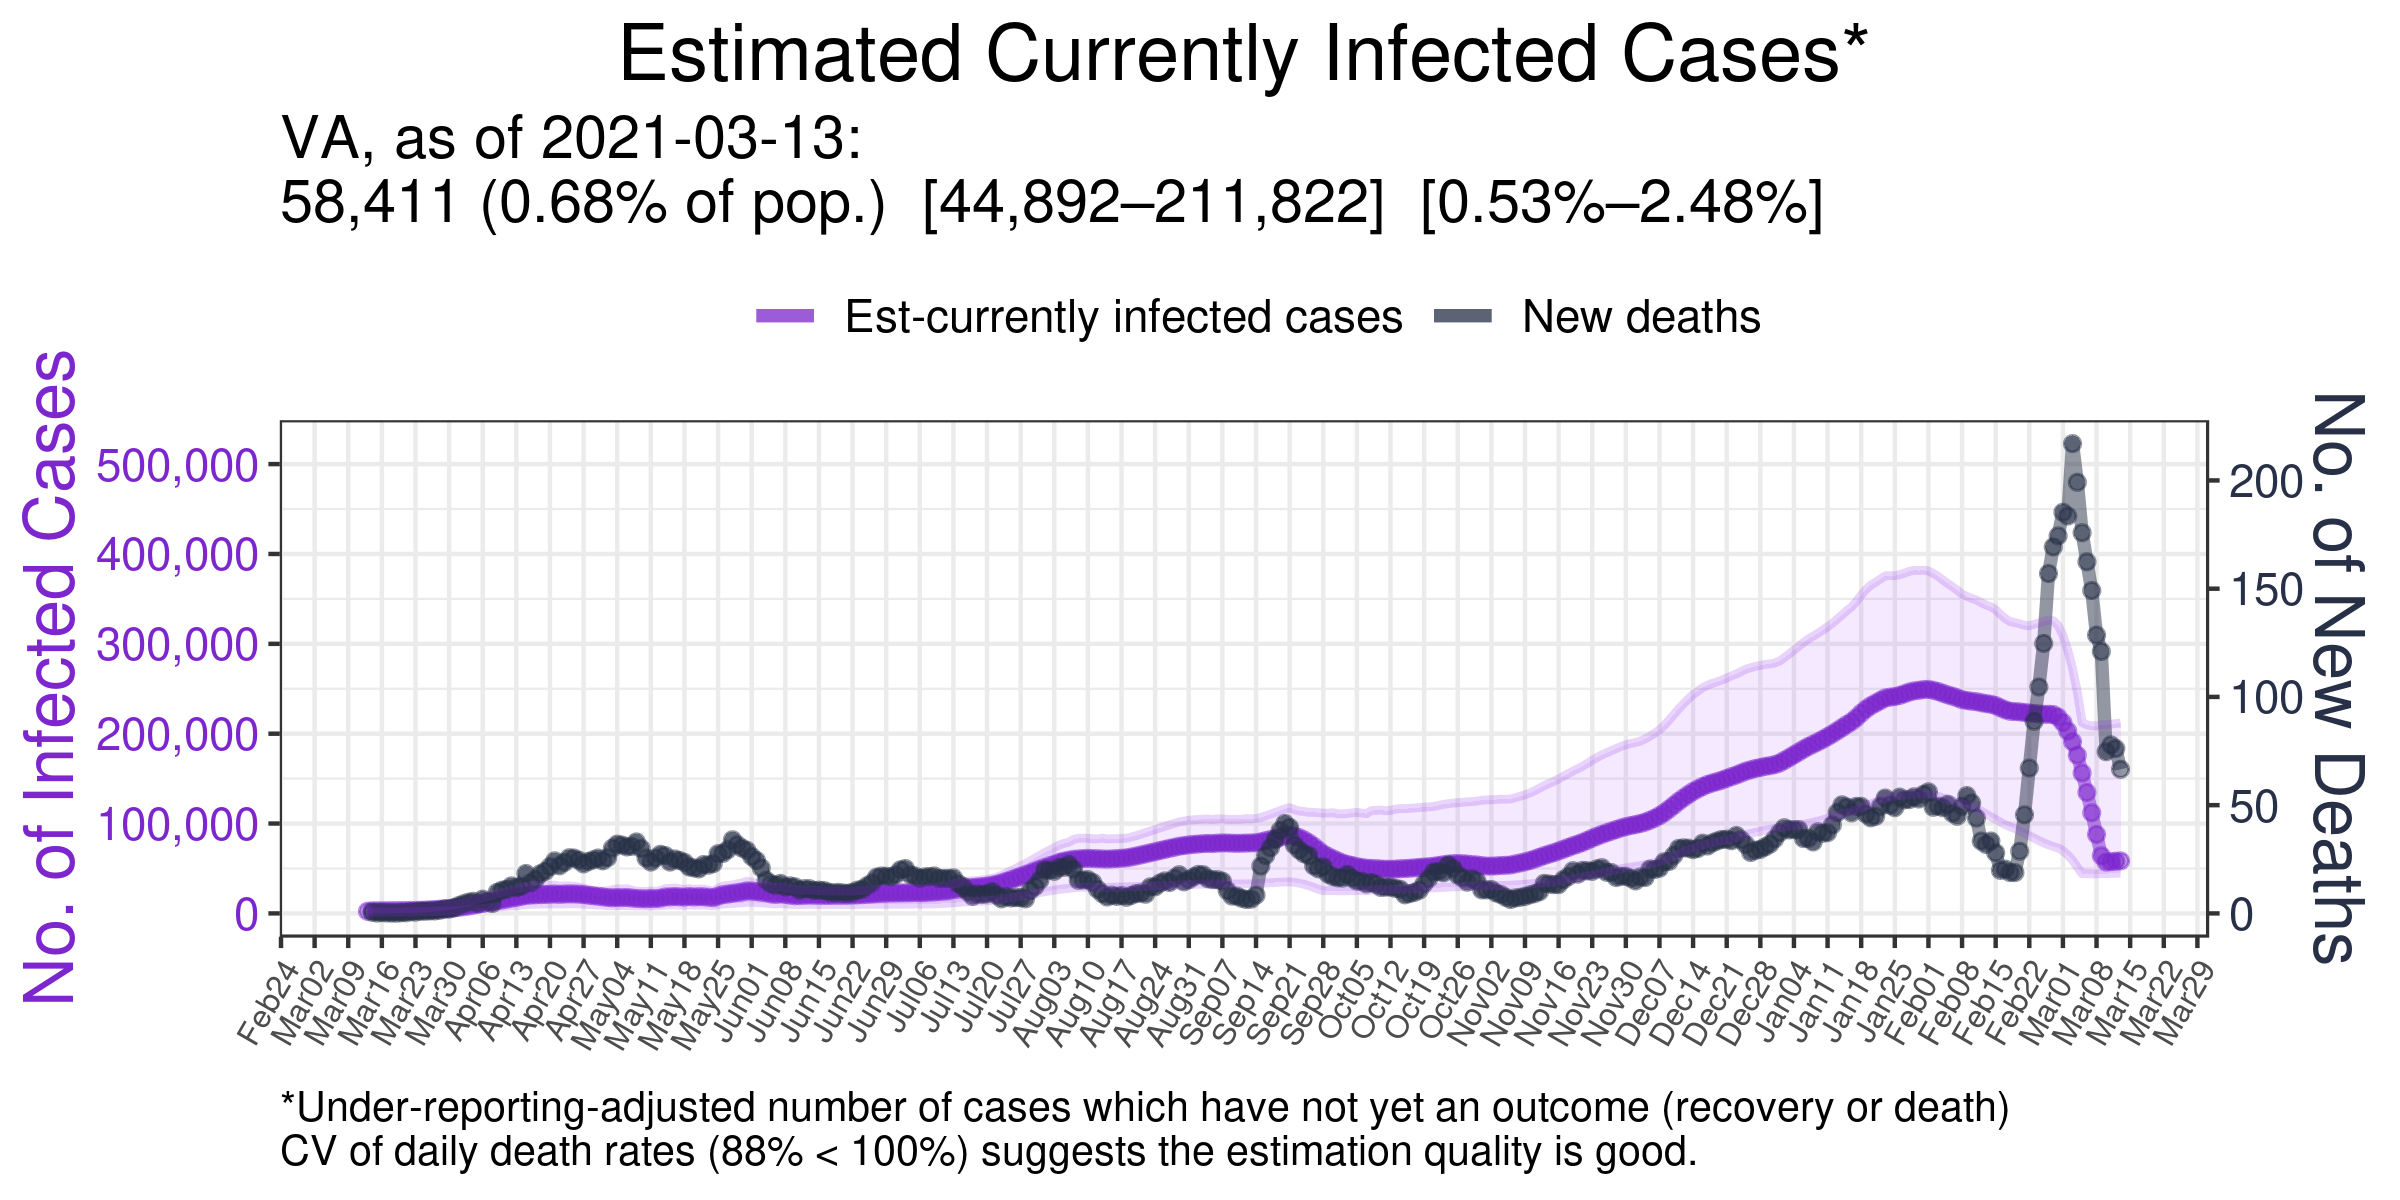 Estimated Currently Infected Cases*
VA, as of 2021-03-13:
58,411 (0.68% of pop.) [44,892–211,822] [0.53%–2.48%]
Est-currently infected cases
New deaths
No. of Infected Cases
500,000
400,000
300,000
200,000
100,000
0
No. of New Deaths
200
150
100
50
0
Feb24
Mar02
Mar09
Mar16
Mar23
Mar30
Apr06
Apr13
Apr20
Apr27
May04
May11
May18
May25
Jun01
Jun08
Jun15
Jun22
Jun29
Jul06
Jul13
Jul20
Jul27
Aug03
Aug10
Aug17
Aug24
Aug31
Sep07
Sep14
Sep21
Sep28
Oct05
Oct12
Oct19
Oct26
Nov02
Nov09
Nov16
Nov23
Nov30
Dec07
Dec14
Dec21
Dec28
Jan04
Jan11
Jan18
Jan25
Feb01
Feb08
Feb15
Feb22
Mar01
Mar08
Mar15
Mar22
Mar29
*Under-reporting-adjusted number of cases which have not yet an outcome (recovery or death)
CV of daily death rates (88% < 100%) suggests the estimation quality is good.